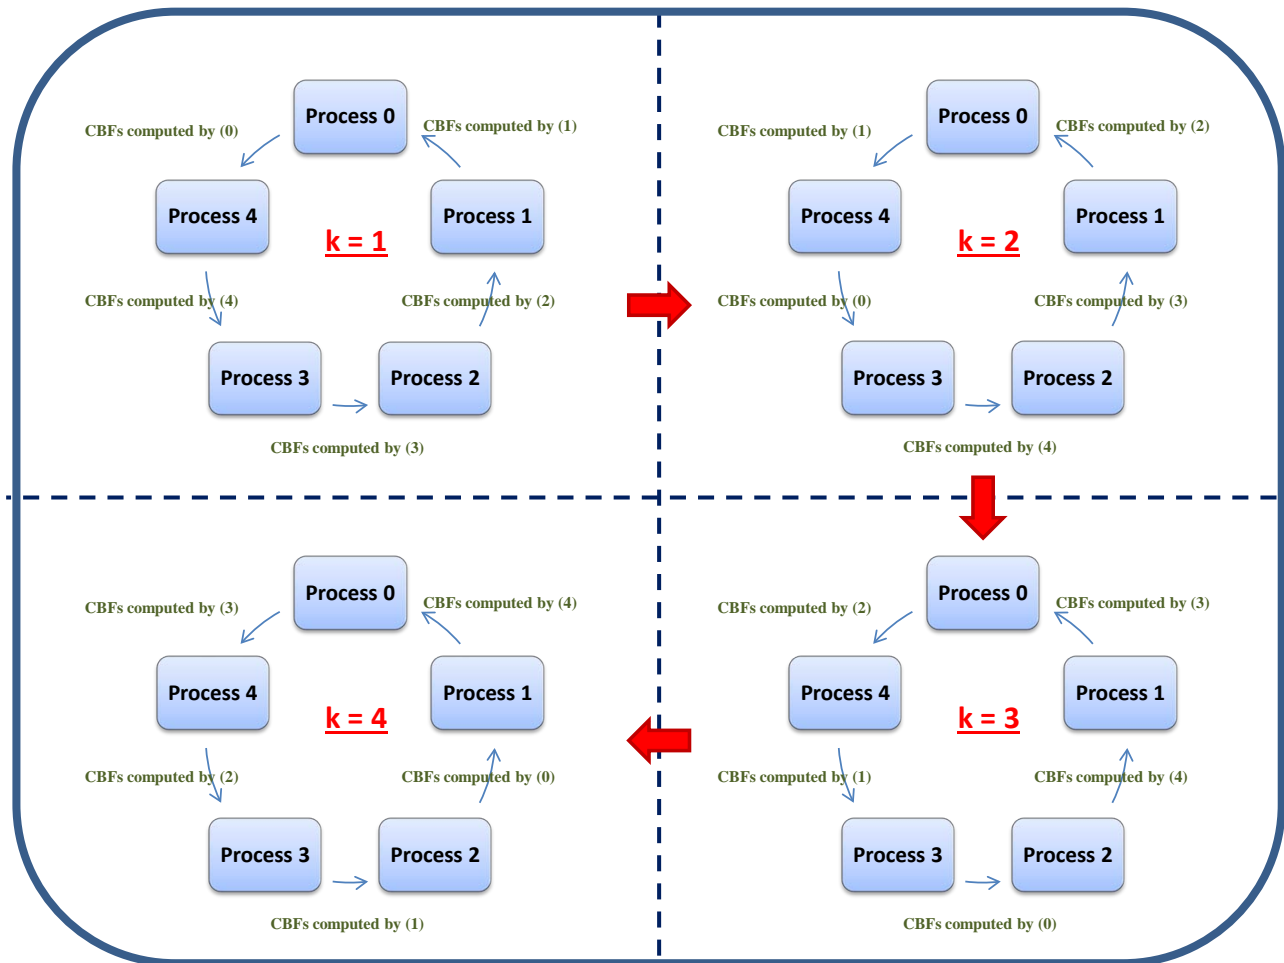 Process 0
CBFs computed by (0)
CBFs computed by (1)
Process 4
Process 1
k = 1
CBFs computed by (4)
CBFs computed by (2)
Process 3
Process 2
CBFs computed by (3)
Process 0
CBFs computed by (1)
CBFs computed by (2)
Process 4
Process 1
k = 2
CBFs computed by (0)
CBFs computed by (3)
Process 3
Process 2
CBFs computed by (4)
Process 0
CBFs computed by (3)
CBFs computed by (4)
Process 4
Process 1
k = 4
CBFs computed by (2)
CBFs computed by (0)
Process 3
Process 2
CBFs computed by (1)
Process 0
CBFs computed by (2)
CBFs computed by (3)
Process 4
Process 1
k = 3
CBFs computed by (1)
CBFs computed by (4)
Process 3
Process 2
CBFs computed by (0)